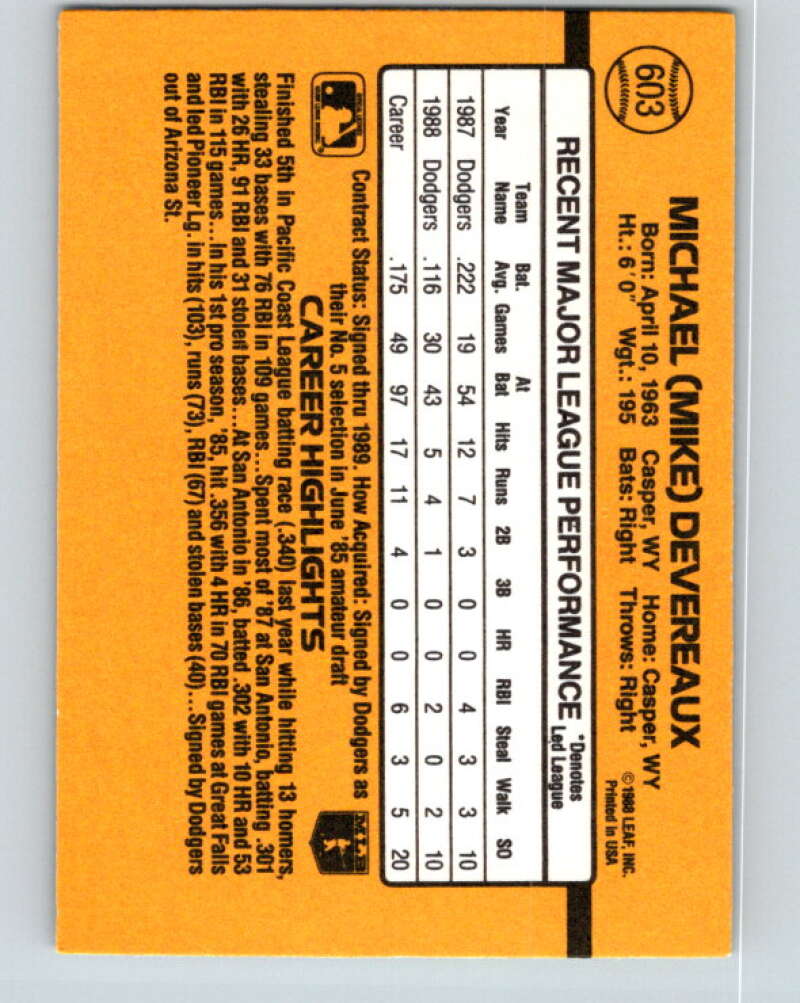 603
MICHAEL (MIKE) DEVEREAUX
Born: April 10, 1963 Casper, WY Home: Casper, WY
Ht.: 6'0" Wgt.: 195 Bats: Right Throws: Right
©1988 LEAF, INC.
Printed in USA
RECENT MAJOR LEAGUE PERFORMANCE *Denotes Led League
Year Team Name Bat. Avg. Games At Bat Hits Runs 2B 3B HR RBI Steal Walk SO
1987 Dodgers .222 19 54 12 7 3 0 0 4 3 3 10
1988 Dodgers .116 30 43 5 4 1 0 0 2 0 2 10
Career .175 49 97 17 11 4 0 0 6 3 5 20
Contract Status: Signed thru 1989. How Acquired: Signed by Dodgers as
their No. 5 selection in June '85 amateur draft
MLB
CAREER HIGHLIGHTS
Finished 5th in Pacific Coast League batting race (.340) last year while hitting 13 homers,
stealing 33 bases with 76 RBI in 109 games...Spent most of '87 at San Antonio, batting .301
with 26 HR, 91 RBI and 31 stolen bases...At San Antonio in '86, batted .302 with 10 HR and 53
RBI in 115 games...In his 1st pro season, '85, hit .356 with 4 HR in 70 RBI games at Great Falls
and led Pioneer Lg. in hits (103), runs (73), RBI (67) and stolen bases (40)...Signed by Dodgers
out of Arizona St.